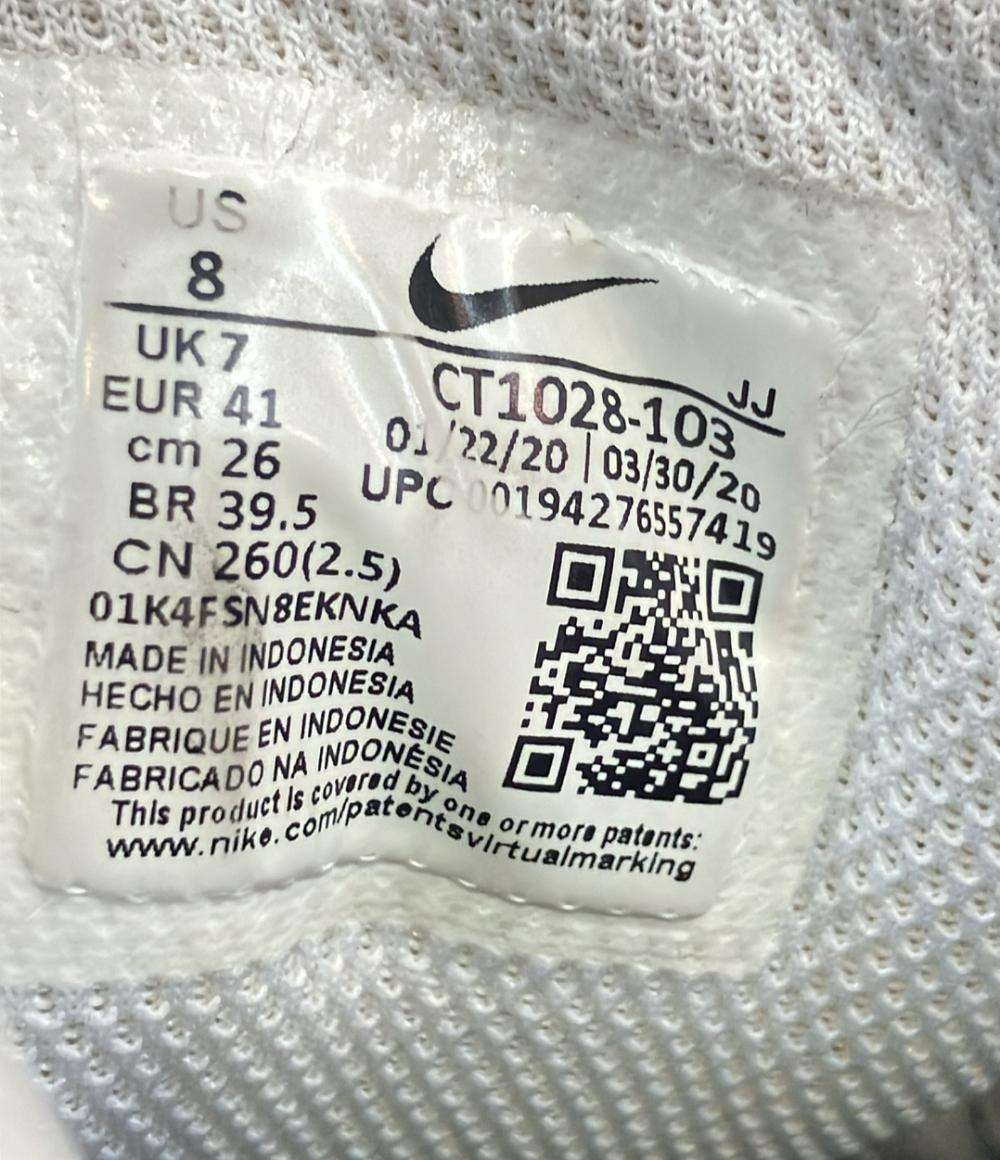 US
8
UK 7
EUR 41
cm 26
BR 39.5
CN 260(2.5)
01K4FSN8EKNKA
MADE IN INDONESIA
HECHO EN INDONESIA
FABRIQUE EN INDONESIE
FABRICADO NA INDONÉSIA
This product is covered by one or more patents:
www.nike.com/patentsvirtualmarking
JJ
CT1028-103
01/22/20 | 03/30/20
UPC 00194276557419